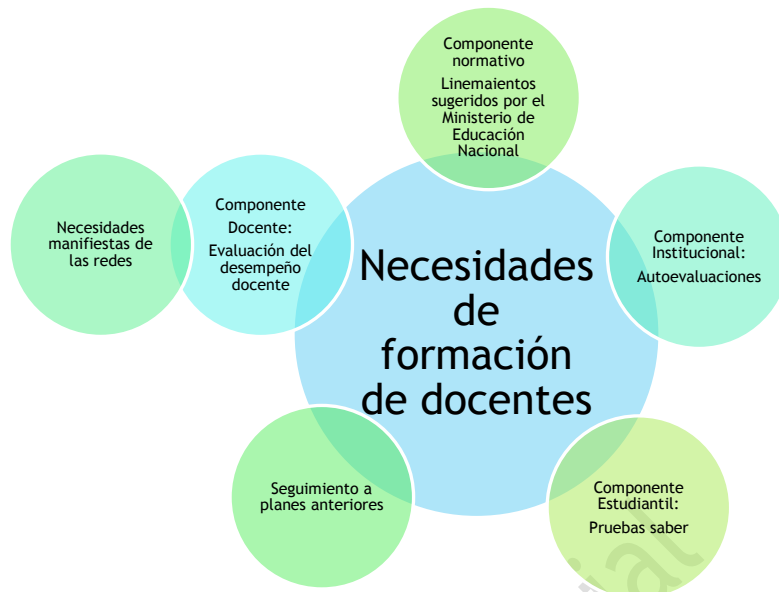 Componente
normativo
Linemaientos
sugeridos por el
Ministerio de
Educación
Nacional
Necesidades
manifiestas de
las redes
Componente
Docente:
Evaluación del
desempeño
docente
Necesidades
de
formación
de docentes
Componente
Institucional:
Autoevaluaciones
Seguimiento a
planes anteriores
Componente
Estudiantil:
Pruebas saber